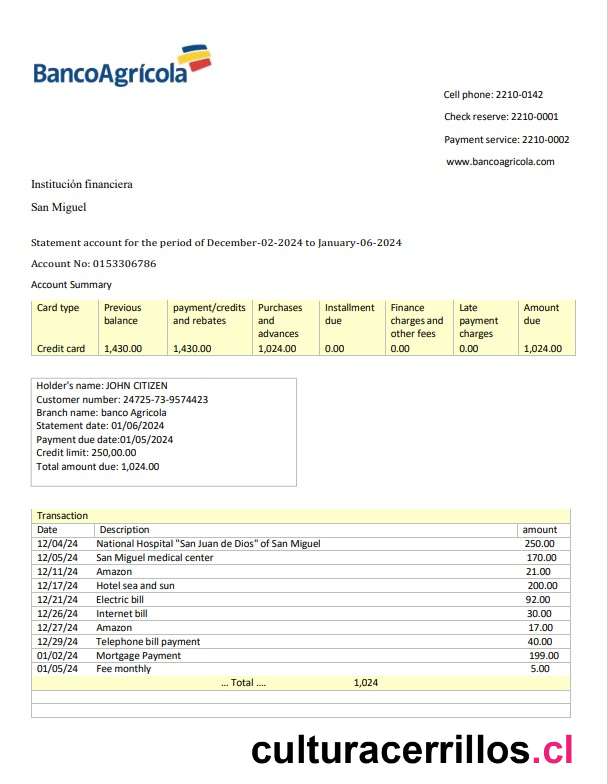 BancoAgrícola
Cell phone: 2210-0142
Check reserve: 2210-0001
Payment service: 2210-0002
www.bancoagricola.com
Institución financiera
San Miguel
Statement account for the period of December-02-2024 to January-06-2024
Account No: 0153306786
Account Summary
Card type Previous balance payment/credits and rebates Purchases and advances Installment due Finance charges and other fees Late payment charges Amount due
Credit card 1,430.00 1,430.00 1,024.00 0.00 0.00 0.00 1,024.00
Holder's name: JOHN CITIZEN
Customer number: 24725-73-9574423
Branch name: banco Agricola
Statement date: 01/06/2024
Payment due date:01/05/2024
Credit limit: 250,00.00
Total amount due: 1,024.00
Transaction
Date Description amount
12/04/24 National Hospital "San Juan de Dios" of San Miguel 250.00
12/05/24 San Miguel medical center 170.00
12/11/24 Amazon 21.00
12/17/24 Hotel sea and sun 200.00
12/21/24 Electric bill 92.00
12/26/24 Internet bill 30.00
12/27/24 Amazon 17.00
12/29/24 Telephone bill payment 40.00
01/02/24 Mortgage Payment 199.00
01/05/24 Fee monthly 5.00
... Total .... 1,024
culturacerrillos.cl